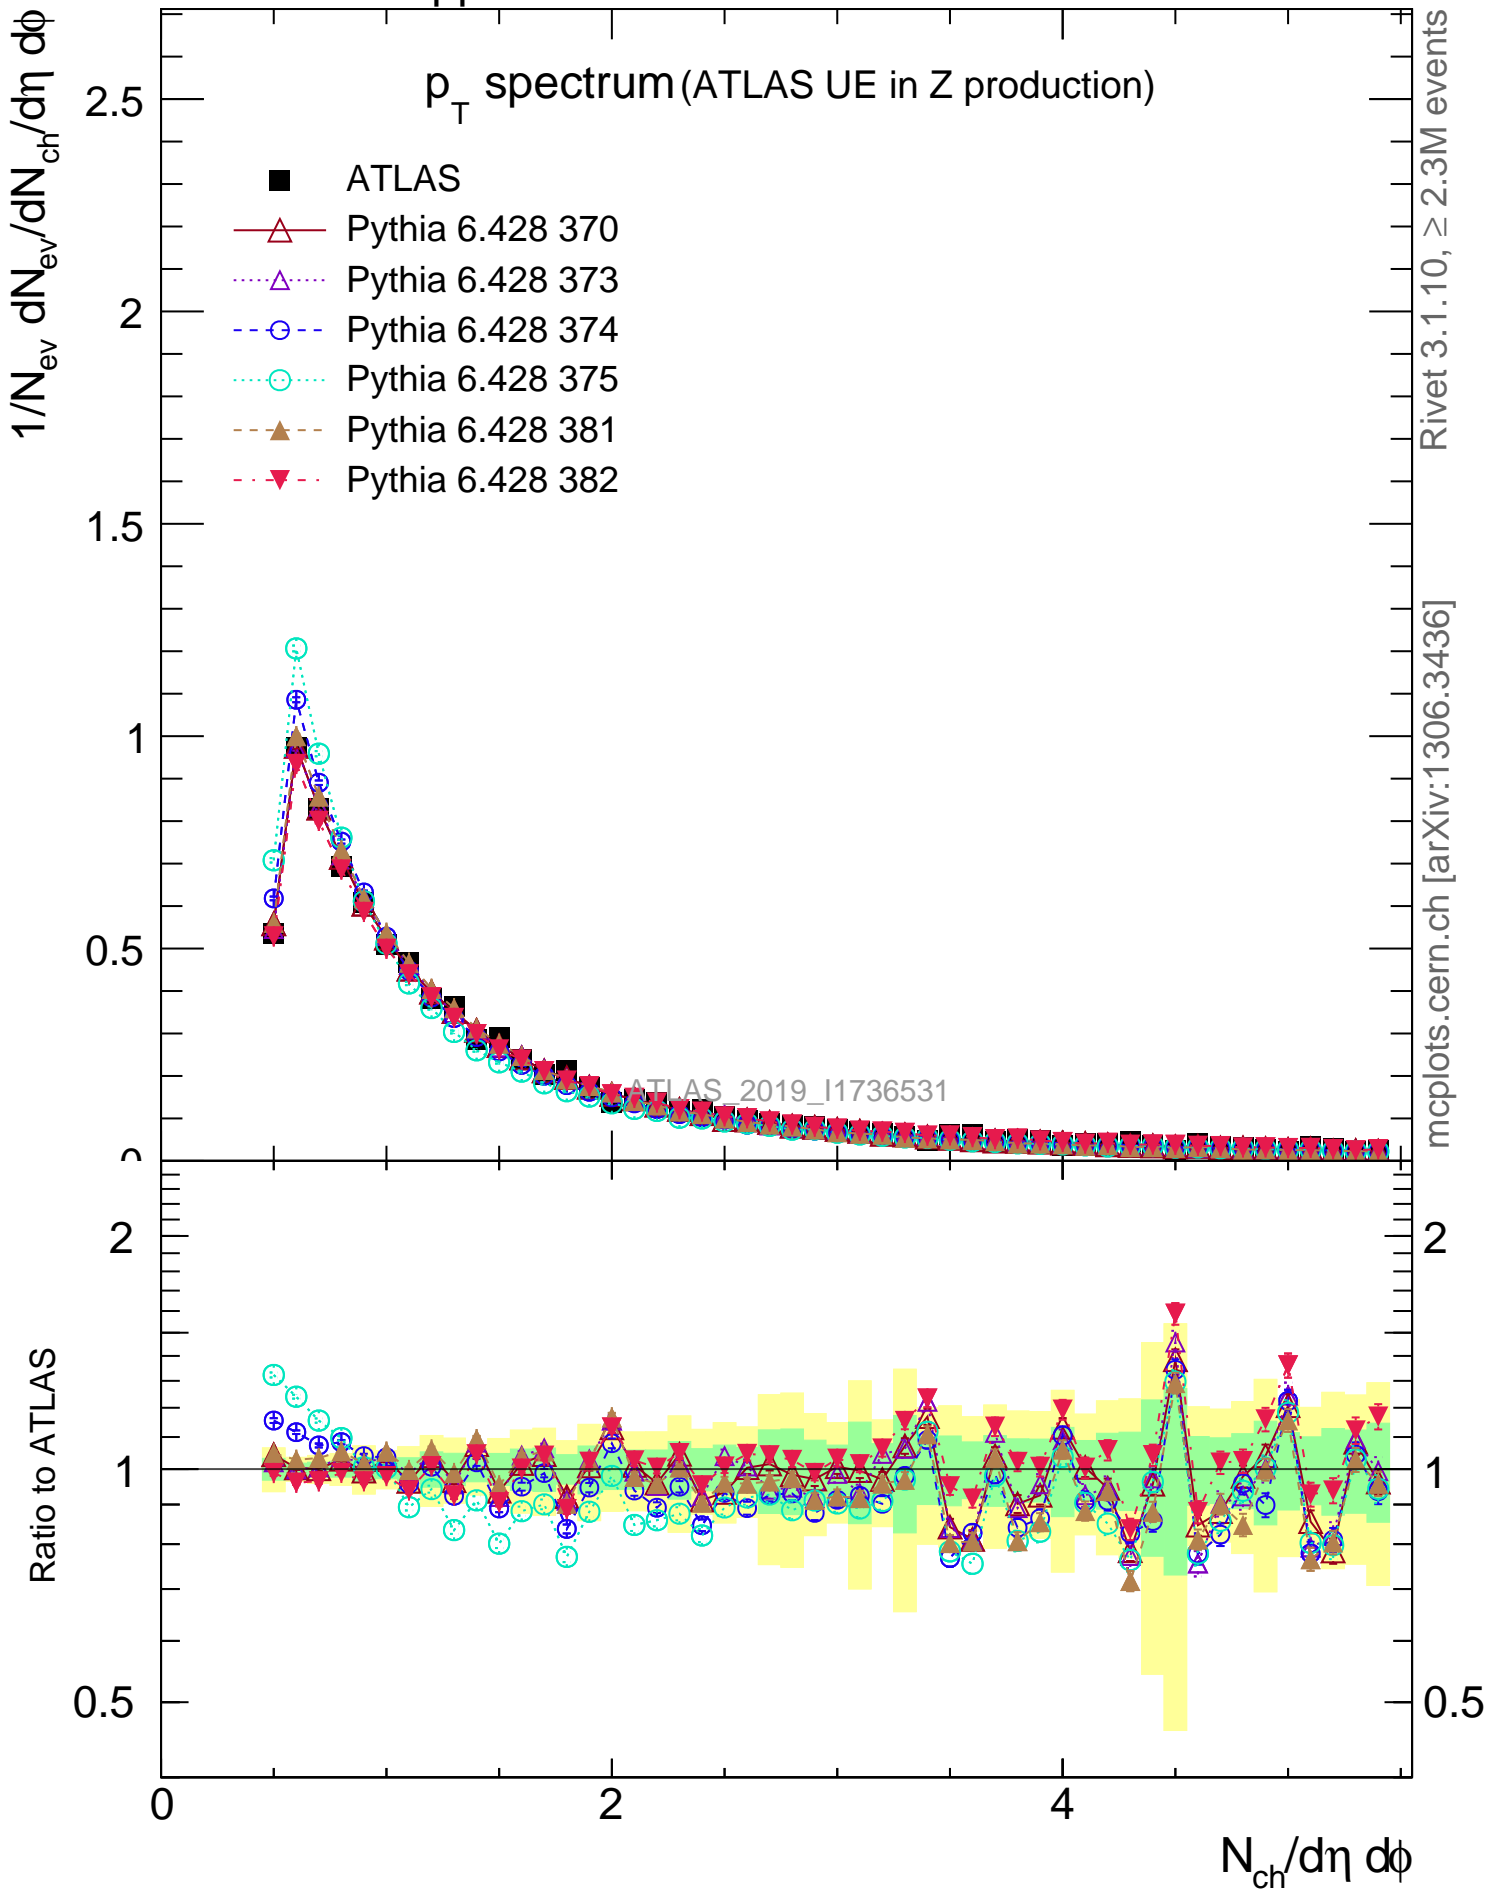 1/N_ev dN_ev/dN_ch/dη dϕ
p_T spectrum (ATLAS UE in Z production)
ATLAS
Pythia 6.428 370
Pythia 6.428 373
Pythia 6.428 374
Pythia 6.428 375
Pythia 6.428 381
Pythia 6.428 382
2.5
2
1.5
1
0.5
0
ATLAS_2019_I1736531
Rivet 3.1.10, ≥ 2.3M events
mcplots.cern.ch [arXiv:1306.3436]
Ratio to ATLAS
2
1
0.5
2
1
0.5
0
2
4
N_ch/dη dϕ